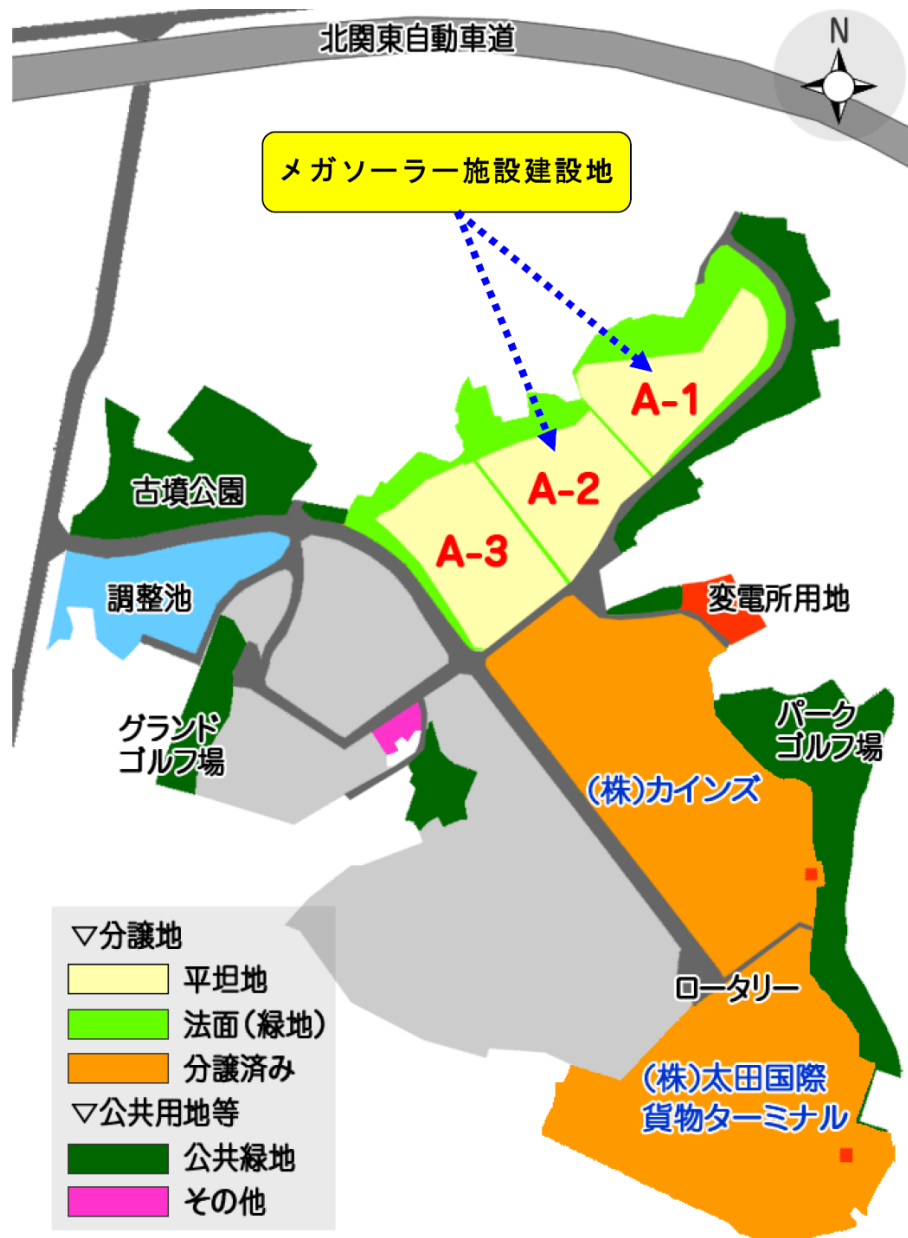 北関東自動車道
N
メガソーラー施設建設地
A-1
A-2
A-3
古墳公園
調整池
変電所用地
グランド
ゴルフ場
パーク
ゴルフ場
(株)カインズ
ロータリー
(株)太田国際
貨物ターミナル
▽分譲地
平坦地
法面(緑地)
分譲済み
▽公共用地等
公共緑地
その他